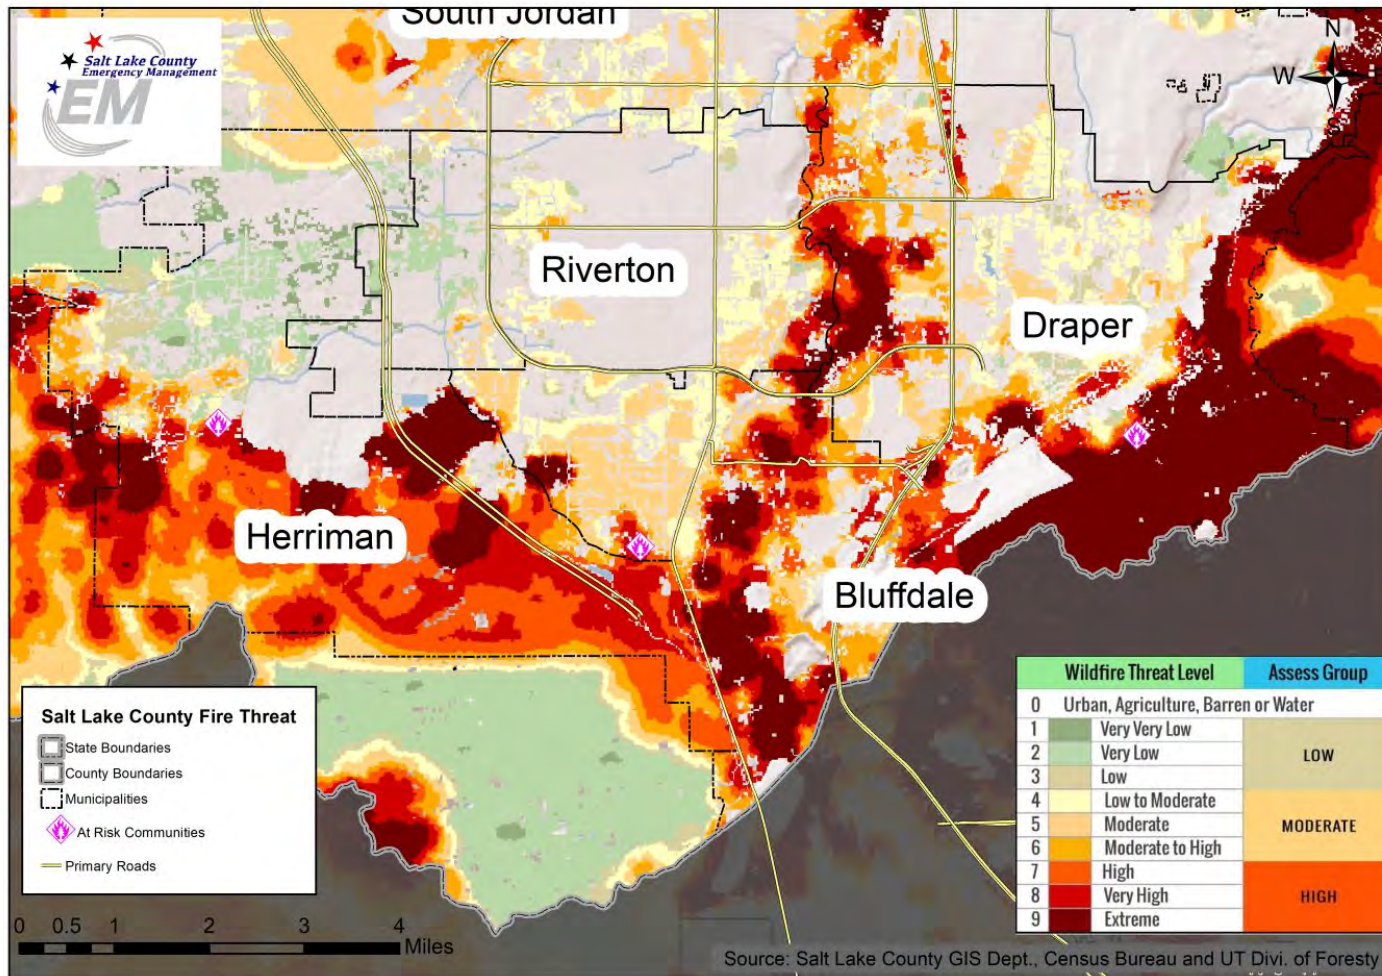 South Jordan
Salt Lake County
Emergency Management
EM
N
W
E
S
Riverton
Draper
Herriman
Bluffdale
Salt Lake County Fire Threat
State Boundaries
County Boundaries
Municipalities
At Risk Communities
Primary Roads
0 0.5 1 2 3 4
Miles
Wildfire Threat Level Assess Group
0 Urban, Agriculture, Barren or Water
1 Very Very Low
2 Very Low LOW
3 Low
4 Low to Moderate
5 Moderate MODERATE
6 Moderate to High
7 High
8 Very High HIGH
9 Extreme
Source: Salt Lake County GIS Dept., Census Bureau and UT Divi. of Foresty